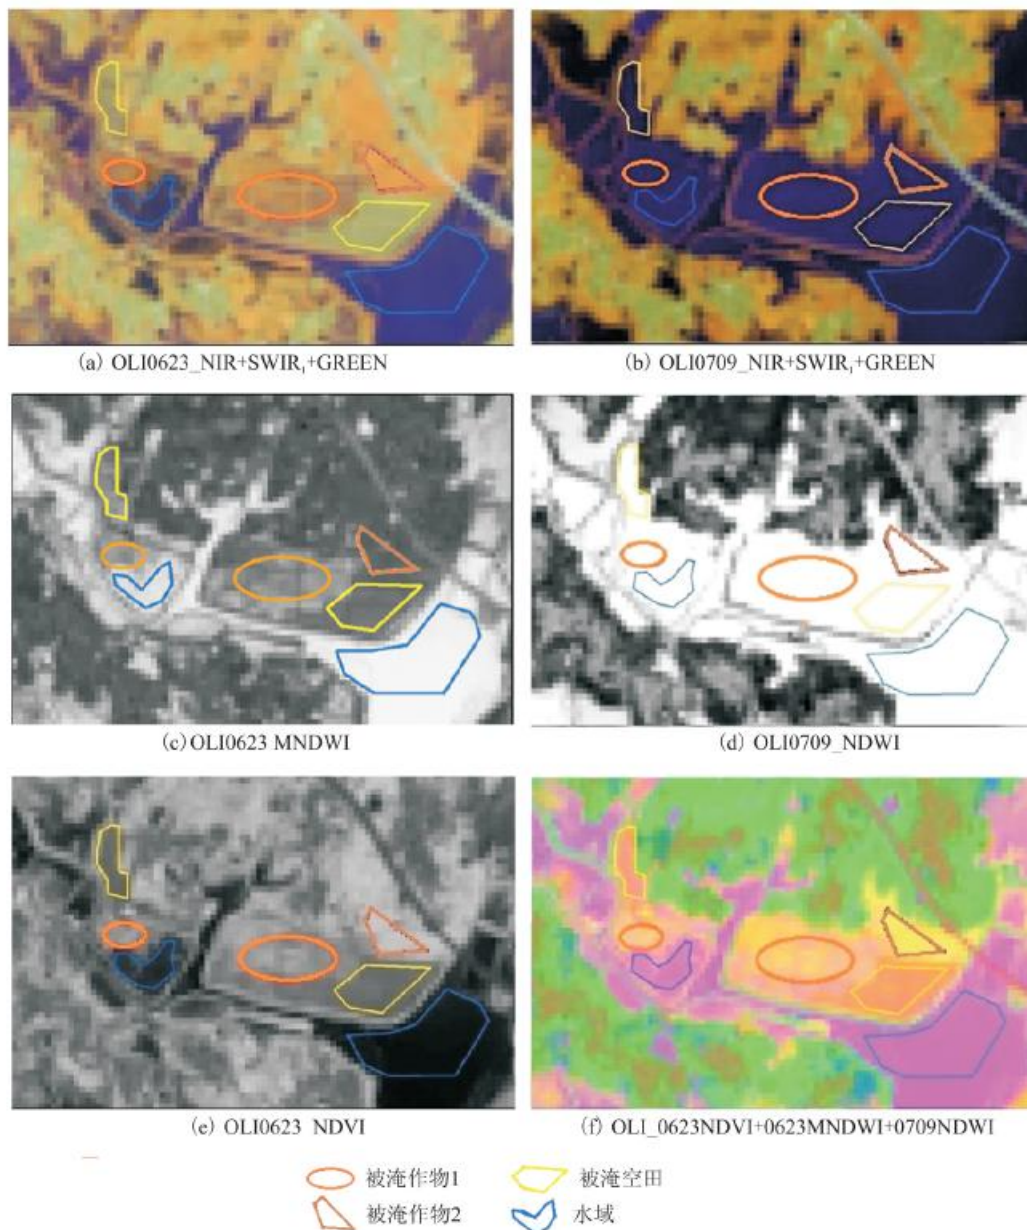 (a) OLI0623_NIR+SWIR₁+GREEN
(b) OLI0709_NIR+SWIR₁+GREEN
(c) OLI0623 MNDWI
(d) OLI0709_NDWI
(e) OLI0623 NDVI
(f) OLI_0623NDVI+0623MNDWI+0709NDWI
被淹作物1
被淹空田
被淹作物2
水域